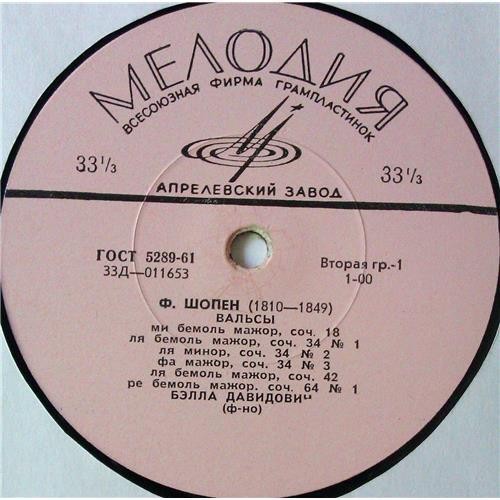 МЕЛОДИЯ
ВСЕСОЮЗНАЯ ФИРМА ГРАМПЛАСТИНОК
33 1/3
33 1/3
АПРЕЛЕВСКИЙ ЗАВОД
ГОСТ 5289-61
33Д—011653
Вторая гр.-1
1-00
Ф. ШОПЕН (1810—1849)
ВАЛЬСЫ
ми бемоль мажор, соч. 18
ля бемоль мажор, соч. 34 № 1
ля минор, соч. 34 № 2
фа мажор, соч. 34 № 3
ля бемоль мажор, соч. 42
ре бемоль мажор. соч. 64 № 1
БЭЛЛА ДАВИДОВИЧ
(ф-но)